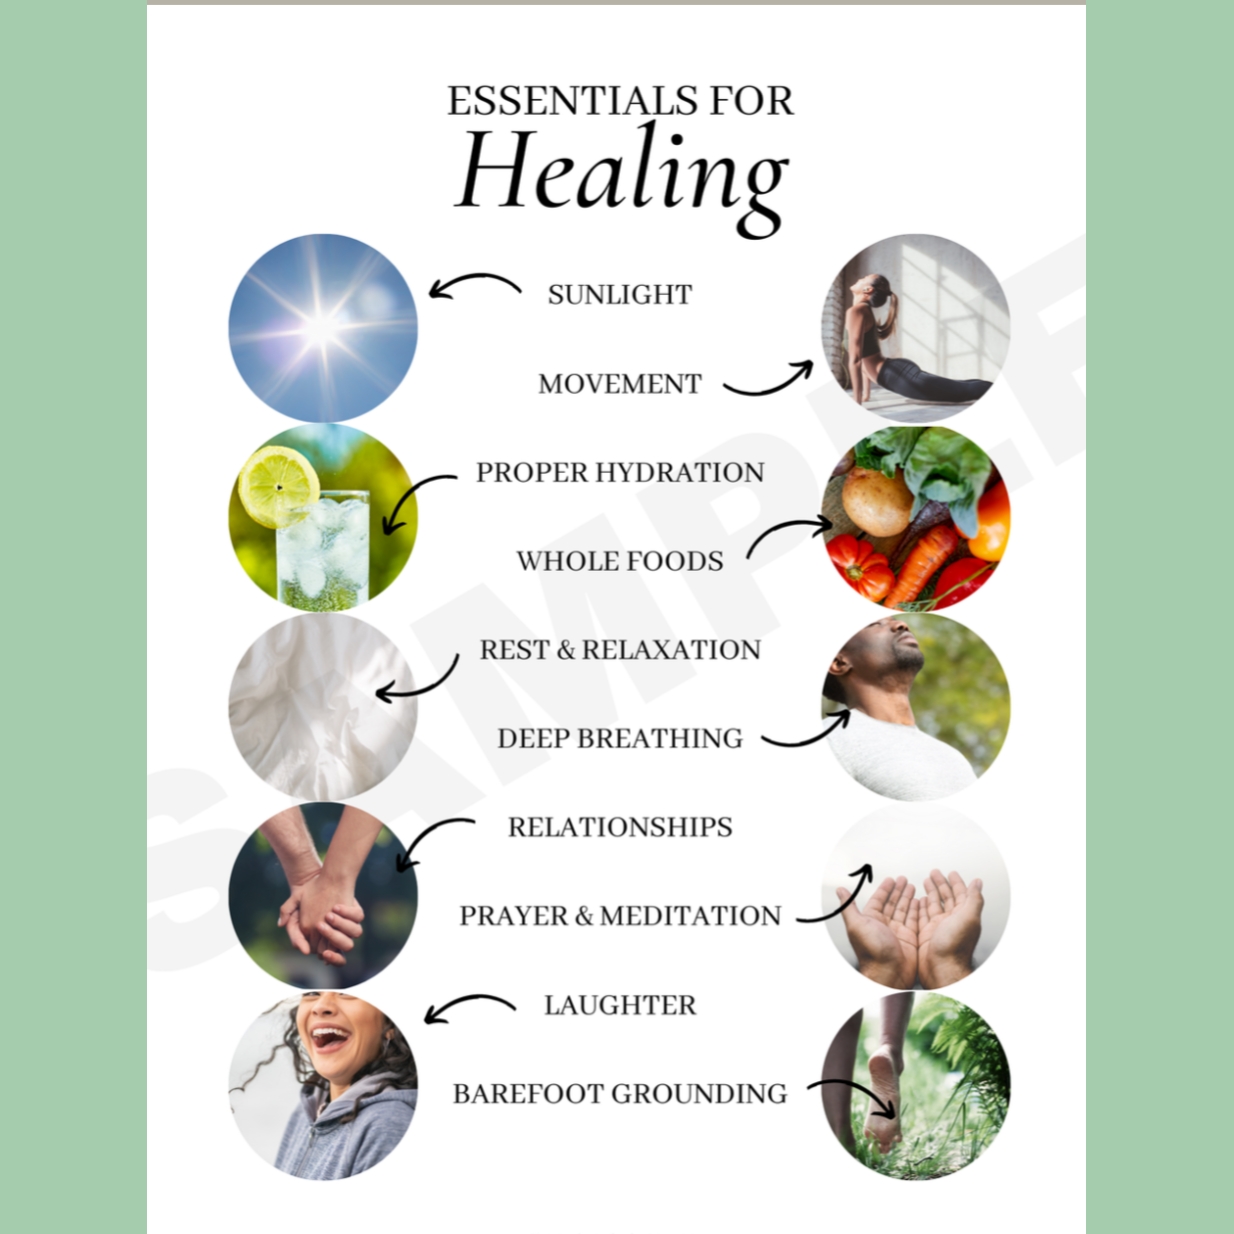 ESSENTIALS FOR
Healing
SUNLIGHT
MOVEMENT
PROPER HYDRATION
WHOLE FOODS
REST & RELAXATION
DEEP BREATHING
RELATIONSHIPS
PRAYER & MEDITATION
LAUGHTER
BAREFOOT GROUNDING
SAMPLE